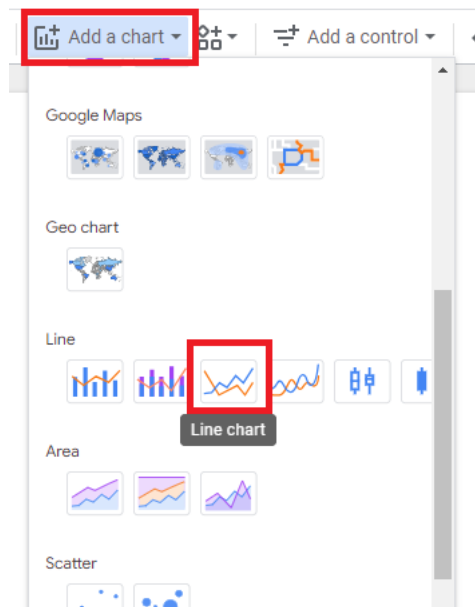 Add a chart
Add a control
Google Maps
Geo chart
Line
Line chart
Area
Scatter